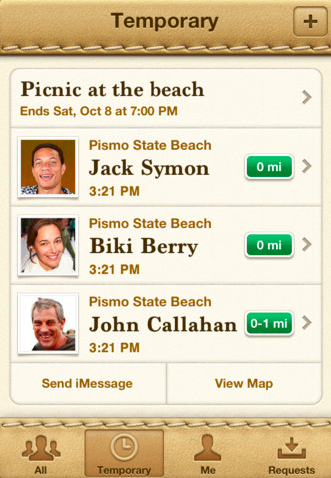 Temporary
Picnic at the beach
Ends Sat, Oct 8 at 7:00 PM
Pismo State Beach
Jack Symon
0 mi
3:21 PM
Pismo State Beach
Biki Berry
0 mi
3:21 PM
Pismo State Beach
John Callahan
0-1 mi
3:21 PM
Send iMessage
View Map
All
Temporary
Me
Requests